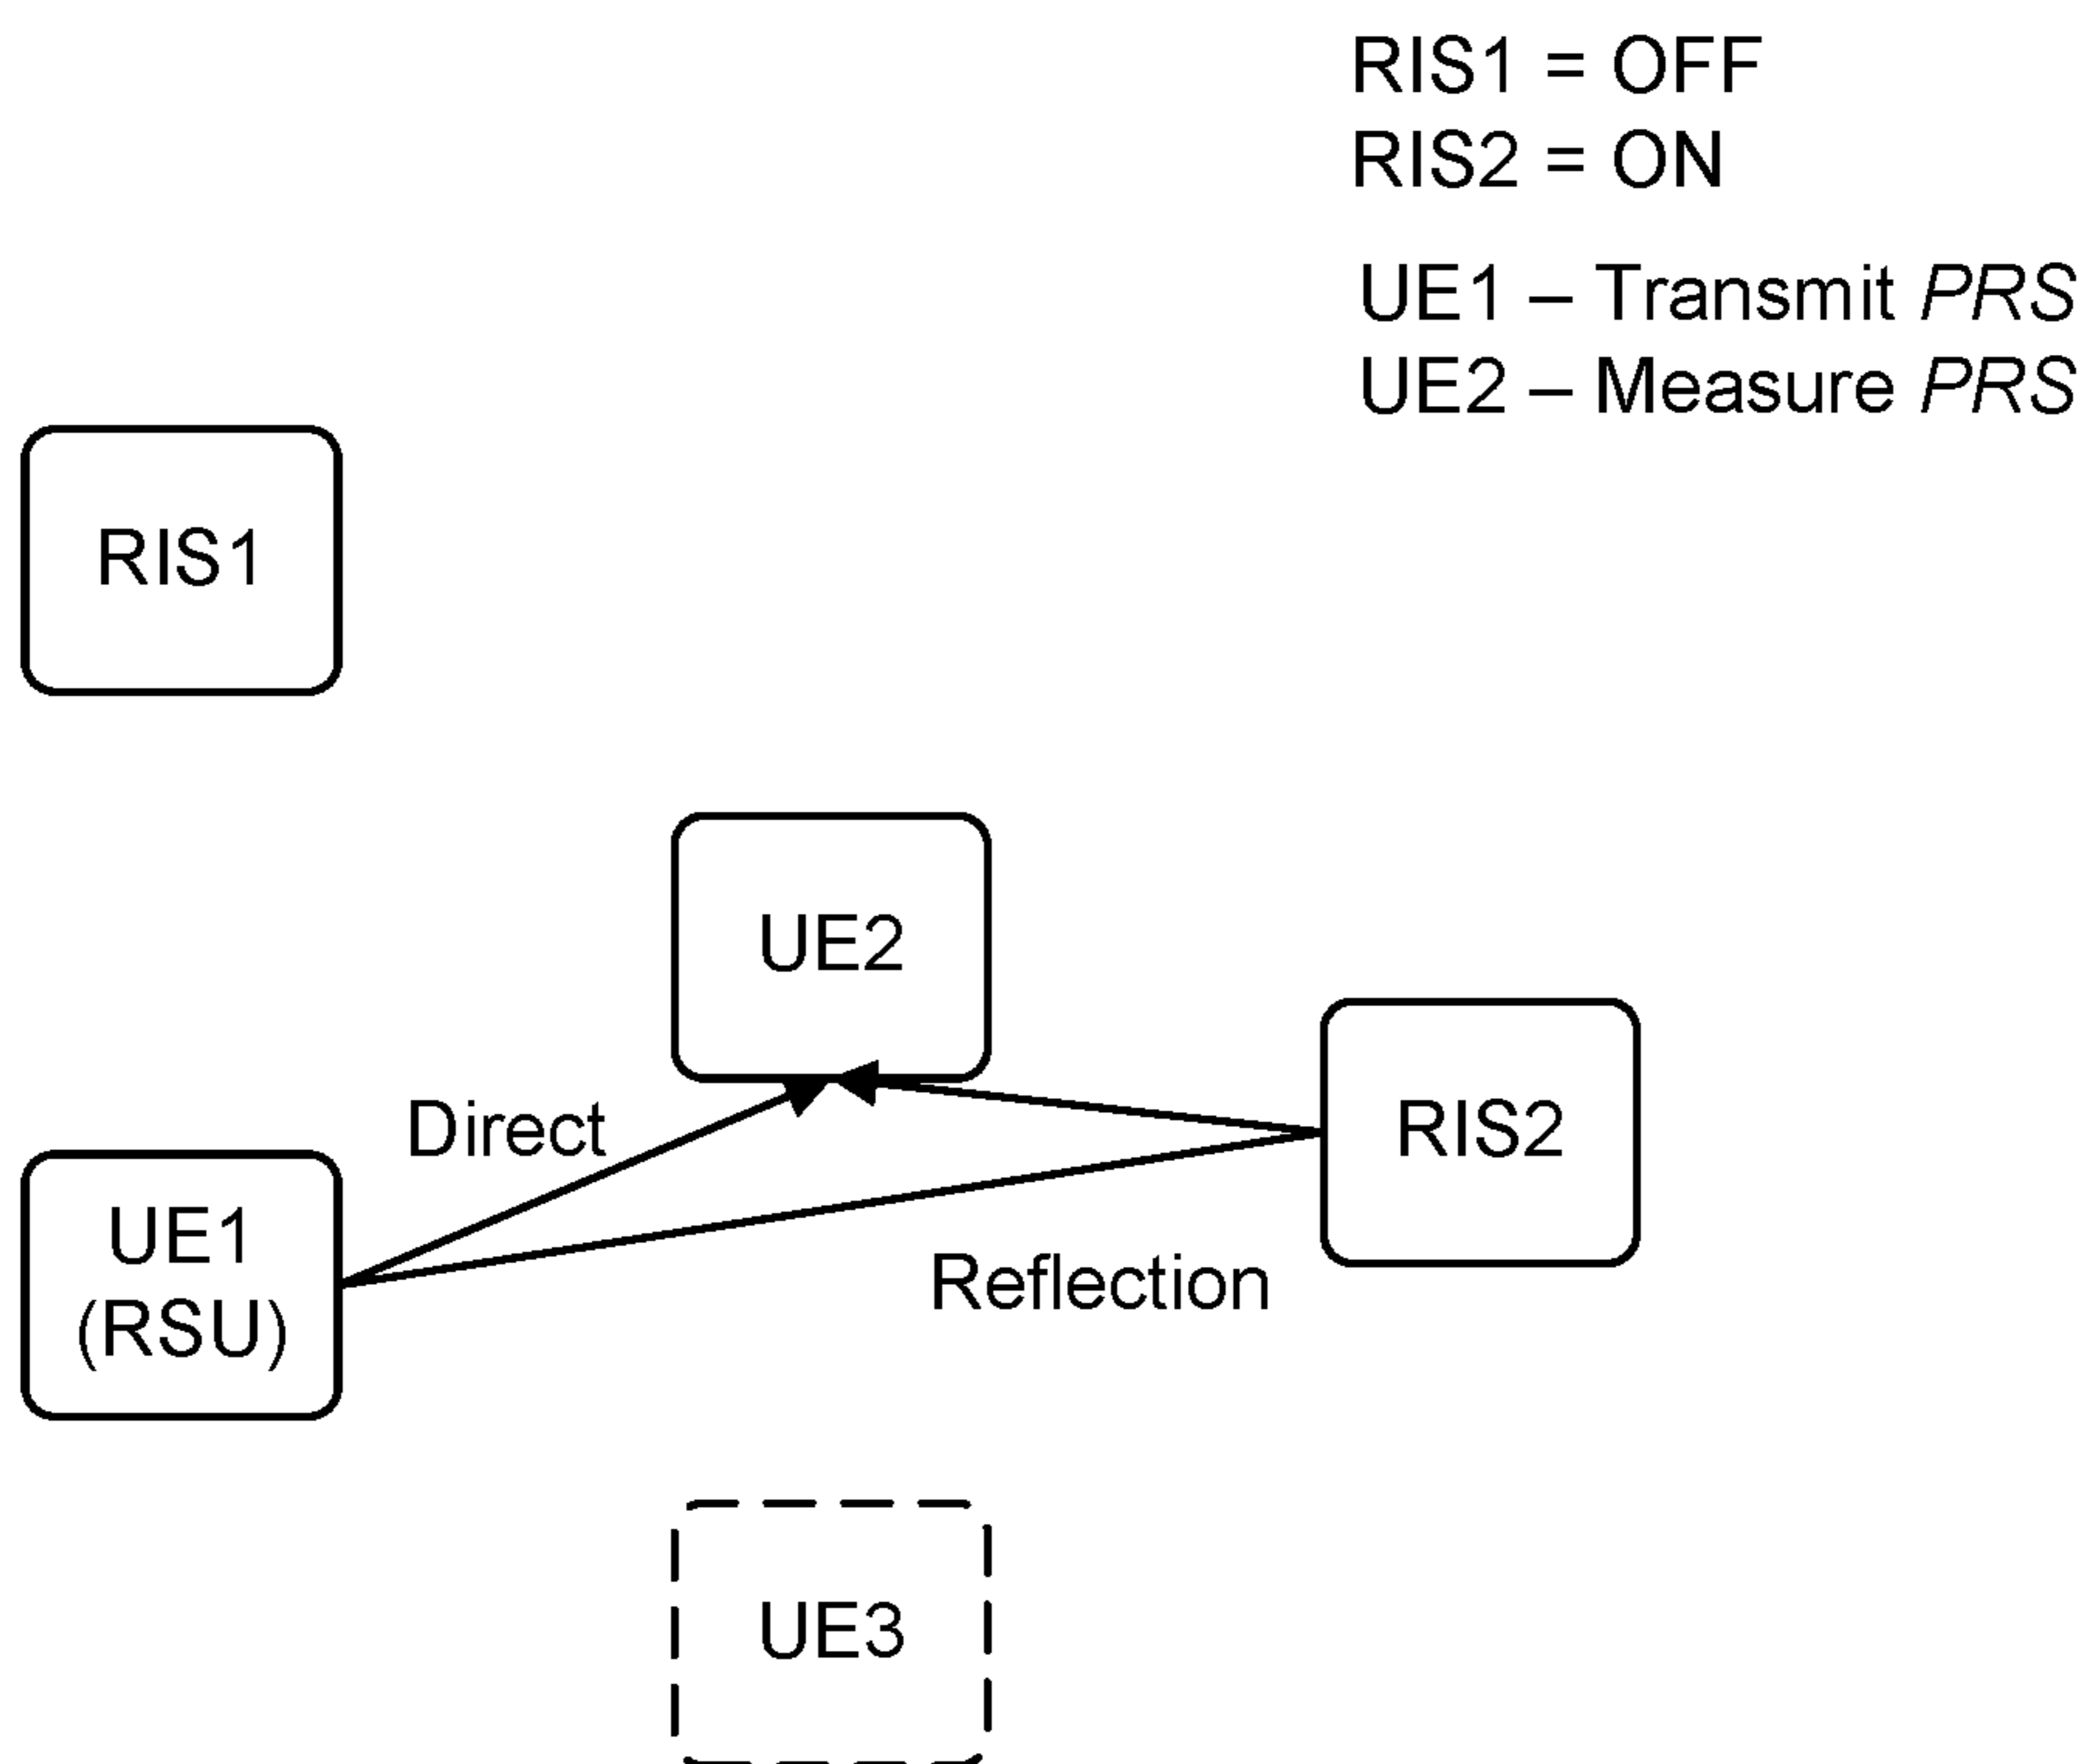 RIS1 = OFF
RIS2 = ON
UE1 – Transmit PRS
UE2 – Measure PRS
RIS1
UE2
Direct
RIS2
UE1
(RSU)
Reflection
UE3